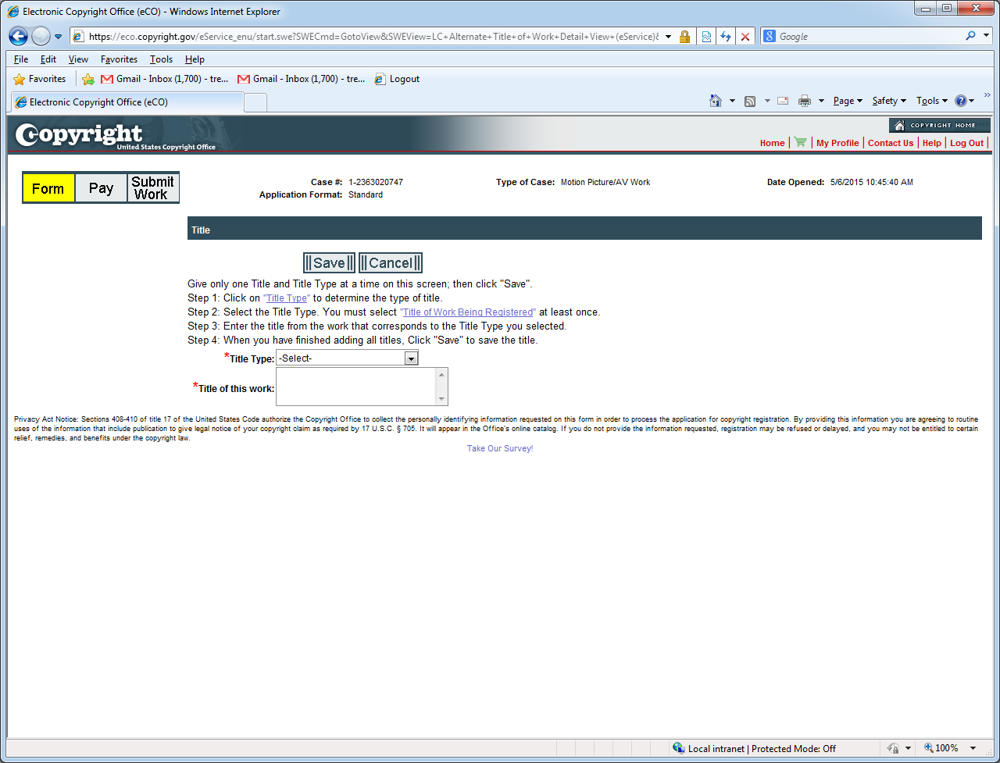 Electronic Copyright Office (eCO) - Windows Internet Explorer
https://eco.copyright.gov/eService_enu/start.swe?SWECmd=GotoView&SWEView=LC+Alternate+Title+of+Work+Detail+View+(eService)&
Google
File Edit View Favorites Tools Help
Favorites Gmail - Inbox (1,700) - tre... Gmail - Inbox (1,700) - tre... Logout
Electronic Copyright Office (eCO)
Page Safety Tools
Copyright
United States Copyright Office
COPYRIGHT HOME
Home | | My Profile | Contact Us | Help | Log Out |
Form Pay Submit Work
Case #: 1-2363020747 Type of Case: Motion Picture/AV Work Date Opened: 5/6/2015 10:45:40 AM
Application Format: Standard
Title
Save Cancel
Give only one Title and Title Type at a time on this screen; then click "Save".
Step 1: Click on "Title Type" to determine the type of title.
Step 2: Select the Title Type. You must select "Title of Work Being Registered" at least once.
Step 3: Enter the title from the work that corresponds to the Title Type you selected.
Step 4: When you have finished adding all titles, Click "Save" to save the title.
*Title Type: -Select-
*Title of this work:
Privacy Act Notice: Sections 408-410 of title 17 of the United States Code authorize the Copyright Office to collect the personally identifying information requested on this form in order to process the application for copyright registration. By providing this information you are agreeing to routine
uses of the information that include publication to give legal notice of your copyright claim as required by 17 U.S.C. § 705. It will appear in the Office's online catalog. If you do not provide the information requested, registration may be refused or delayed, and you may not be entitled to certain
relief, remedies, and benefits under the copyright law.
Take Our Survey!
Local intranet | Protected Mode: Off
100%